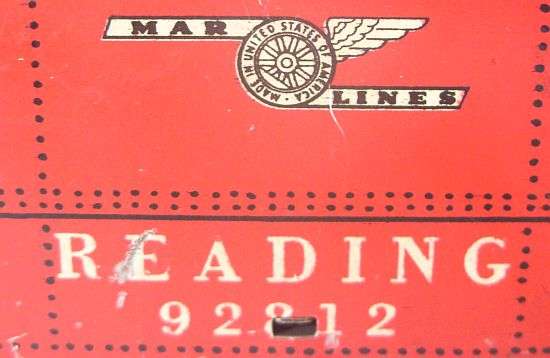 MAR
MADE IN UNITED STATES OF AMERICA
LINES
READING
92812